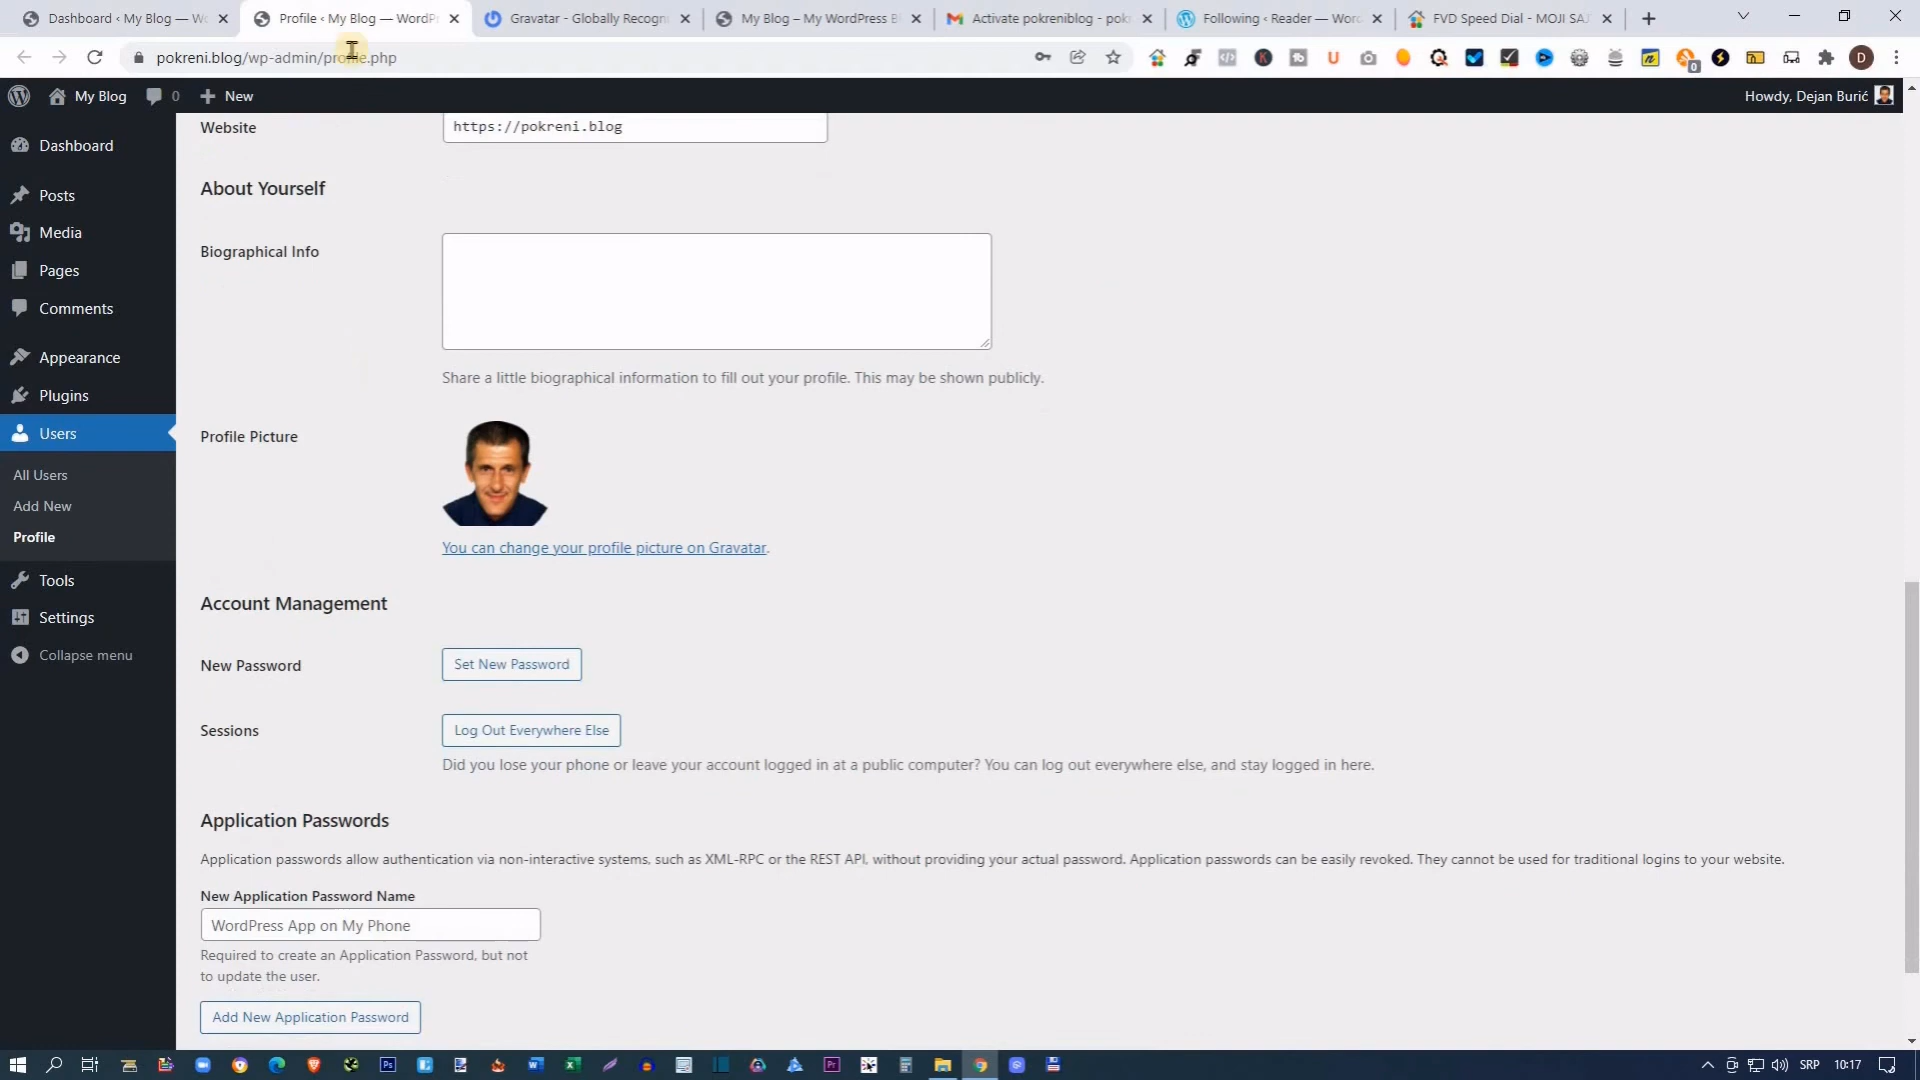 Dashboard ‹ My Blog — Wo
Profile ‹ My Blog — WordPr
Gravatar - Globally Recogn
My Blog – My WordPress Bl
Activate pokreniblog - pokr
Following ‹ Reader — Word
FVD Speed Dial - MOJI SAJ
pokreni.blog/wp-admin/profile.php
U
0
D
My Blog
0
New
Howdy, Dejan Burić
Dashboard
Posts
Media
Pages
Comments
Appearance
Plugins
Users
All Users
Add New
Profile
Tools
Settings
Collapse menu
Website
https://pokreni.blog
About Yourself
Biographical Info
Share a little biographical information to fill out your profile. This may be shown publicly.
Profile Picture
You can change your profile picture on Gravatar.
Account Management
New Password
Set New Password
Sessions
Log Out Everywhere Else
Did you lose your phone or leave your account logged in at a public computer? You can log out everywhere else, and stay logged in here.
Application Passwords
Application passwords allow authentication via non-interactive systems, such as XML-RPC or the REST API, without providing your actual password. Application passwords can be easily revoked. They cannot be used for traditional logins to your website.
New Application Password Name
WordPress App on My Phone
Required to create an Application Password, but not
to update the user.
Add New Application Password
SRP
10:17